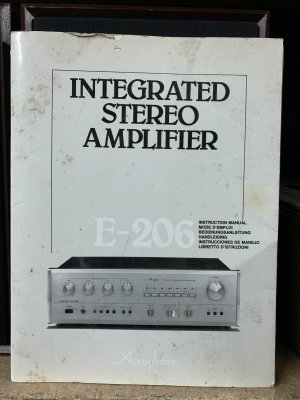 INTEGRATED
STEREO
AMPLIFIER
E-206
INSTRUCTION MANUAL
MODE D'EMPLOI
BEDIENUNGSANLEITUNG
HANDLEIDING
INSTRUCCIONES DE MANEJO
LIBRETTO D'ISTRUZIONI
Accuphase